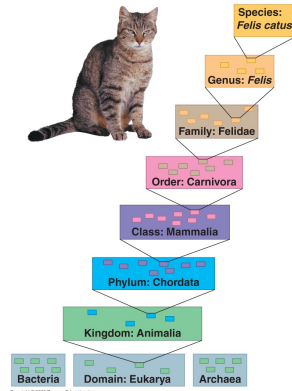 Species:
Felis catus
Genus: Felis
Family: Felidae
Order: Carnivora
Class: Mammalia
Phylum: Chordata
Kingdom: Animalia
Bacteria
Domain: Eukarya
Archaea